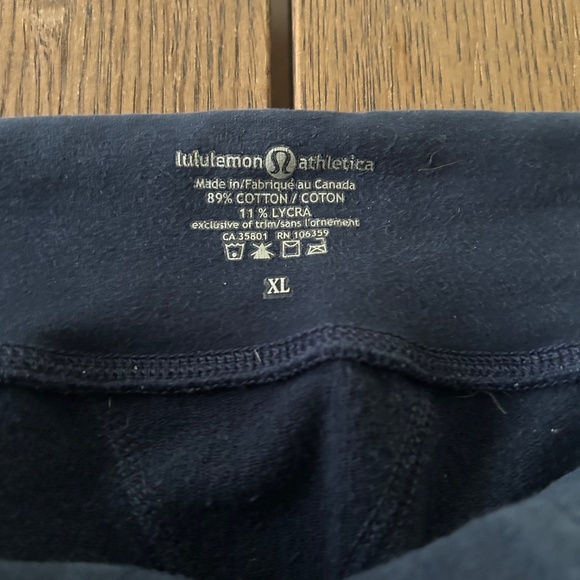 lululemon athletica
Made in/Fabriqué au Canada
89% COTTON / COTON
11 % LYCRA
exclusive of trim/sans l'ornement
CA 35801 RN 106359
XL